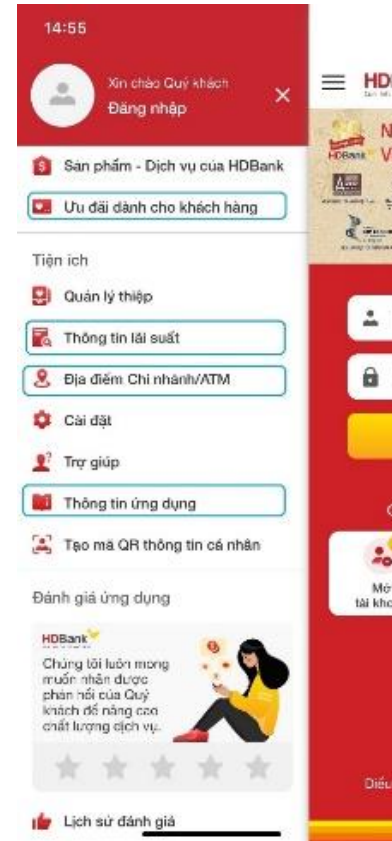 14:55
Xin chào Quý khách
Đăng nhập
Sản phẩm - Dịch vụ của HDBank
Ưu đãi dành cho khách hàng
Tiện ích
Quản lý thiệp
Thông tin lãi suất
Địa điểm Chi nhánh/ATM
Cài đặt
Trợ giúp
Thông tin ứng dụng
Tạo mã QR thông tin cá nhân
Đánh giá ứng dụng
HDBank
Chúng tôi luôn mong
muốn nhận được
phản hồi của Quý
khách để nâng cao
chất lượng dịch vụ.
Lịch sử đánh giá
HD
N
HDBank V
Mở
tài kho
Điều